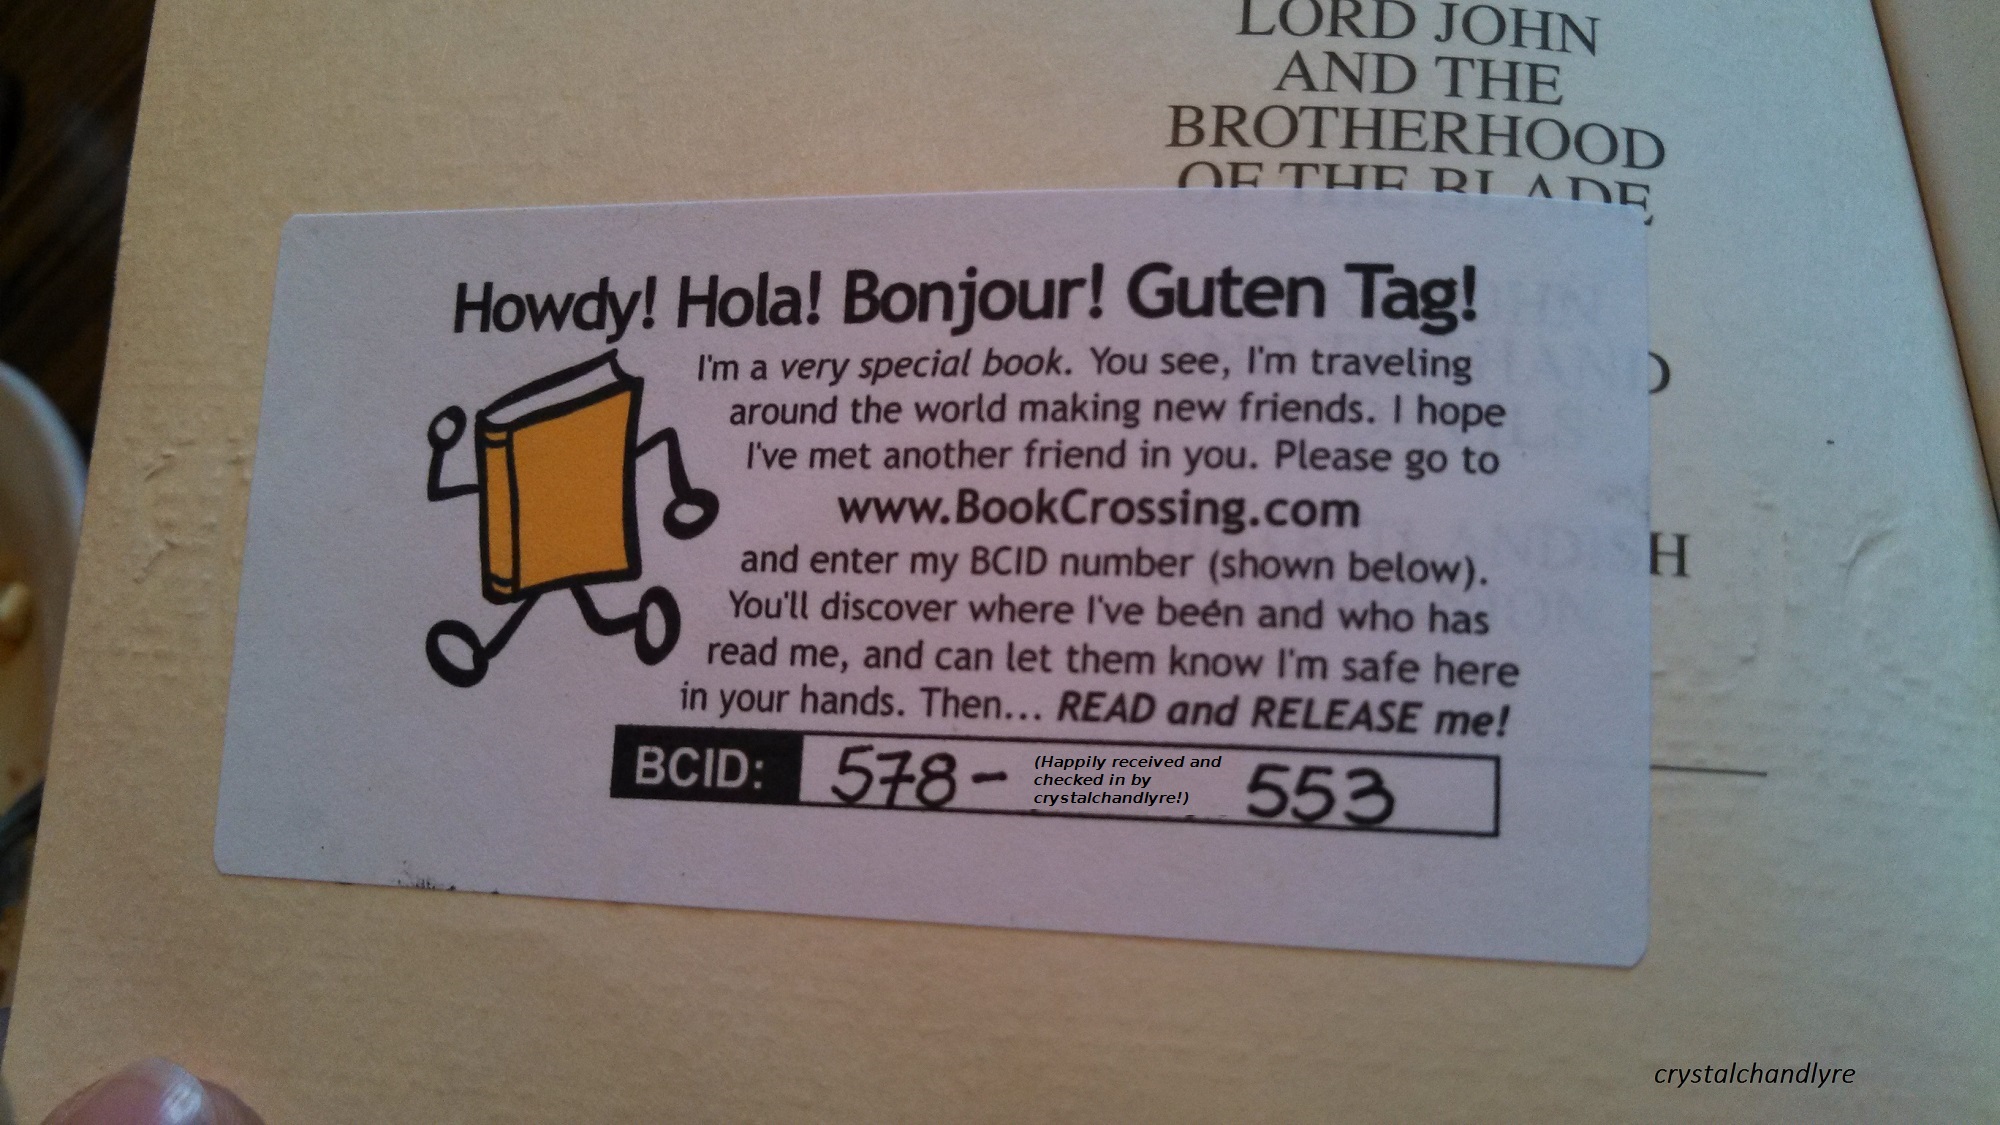 LORD JOHN
AND THE
BROTHERHOOD
OF THE BLADE
Howdy! Hola! Bonjour! Guten Tag!
I'm a very special book. You see, I'm traveling
around the world making new friends. I hope
I've met another friend in you. Please go to
www.BookCrossing.com
and enter my BCID number (shown below).
You'll discover where I've been and who has
read me, and can let them know I'm safe here
in your hands. Then... READ and RELEASE me!
BCID: 578- (Happily received and
checked in by
crystalchandlyre!) 553
crystalchandlyre